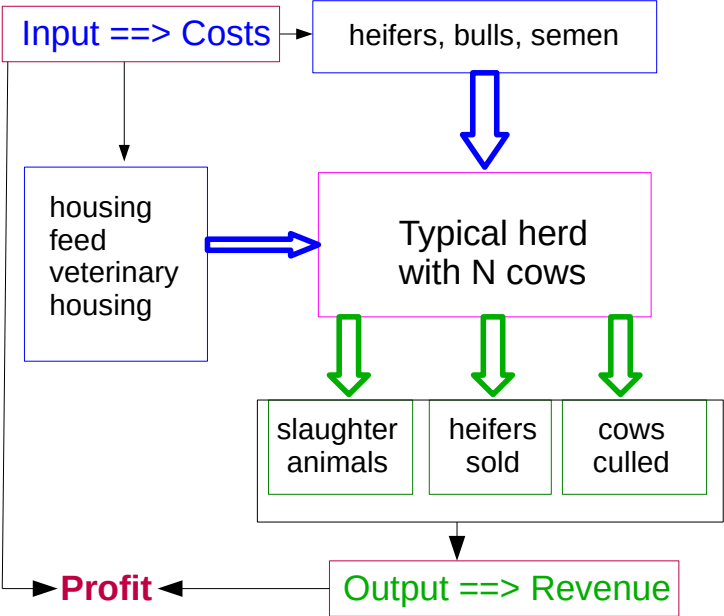 Input ==> Costs
heifers, bulls, semen
housing
feed
veterinary
housing
Typical herd
with N cows
slaughter
animals
heifers
sold
cows
culled
Profit
Output ==> Revenue